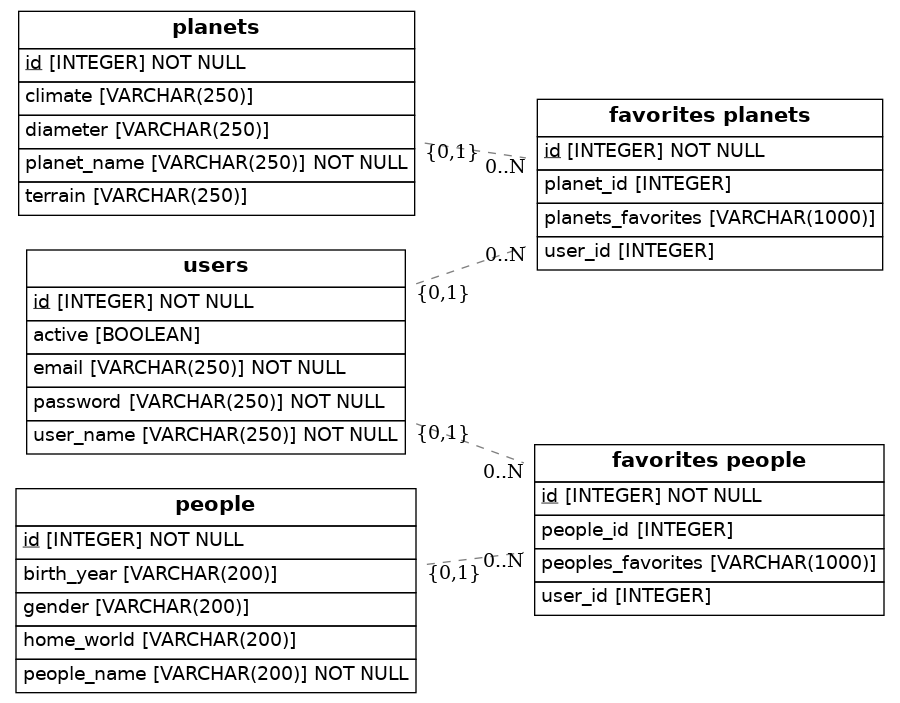 planets
id [INTEGER] NOT NULL
climate [VARCHAR(250)]
diameter [VARCHAR(250)]
planet_name [VARCHAR(250)] NOT NULL
terrain [VARCHAR(250)]
{0,1}
0..N
favorites planets
id [INTEGER] NOT NULL
planet_id [INTEGER]
planets_favorites [VARCHAR(1000)]
user_id [INTEGER]
users
id [INTEGER] NOT NULL
active [BOOLEAN]
email [VARCHAR(250)] NOT NULL
password [VARCHAR(250)] NOT NULL
user_name [VARCHAR(250)] NOT NULL
0..N
{0,1}
{0,1}
0..N
favorites people
id [INTEGER] NOT NULL
people_id [INTEGER]
peoples_favorites [VARCHAR(1000)]
user_id [INTEGER]
people
id [INTEGER] NOT NULL
birth_year [VARCHAR(200)]
gender [VARCHAR(200)]
home_world [VARCHAR(200)]
people_name [VARCHAR(200)] NOT NULL
0..N
{0,1}